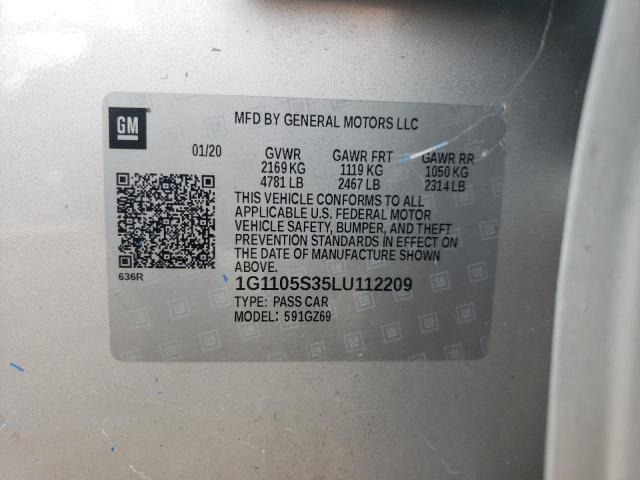 GM
MFD BY GENERAL MOTORS LLC
01/20
GVWR GAWR FRT GAWR RR
2169 KG 1119 KG 1050 KG
4781 LB 2467 LB 2314 LB
THIS VEHICLE CONFORMS TO ALL
APPLICABLE U.S. FEDERAL MOTOR
VEHICLE SAFETY, BUMPER, AND THEFT
PREVENTION STANDARDS IN EFFECT ON
THE DATE OF MANUFACTURE SHOWN
ABOVE.
636R
1G1105S35LU112209
TYPE: PASS CAR
MODEL: 591GZ69